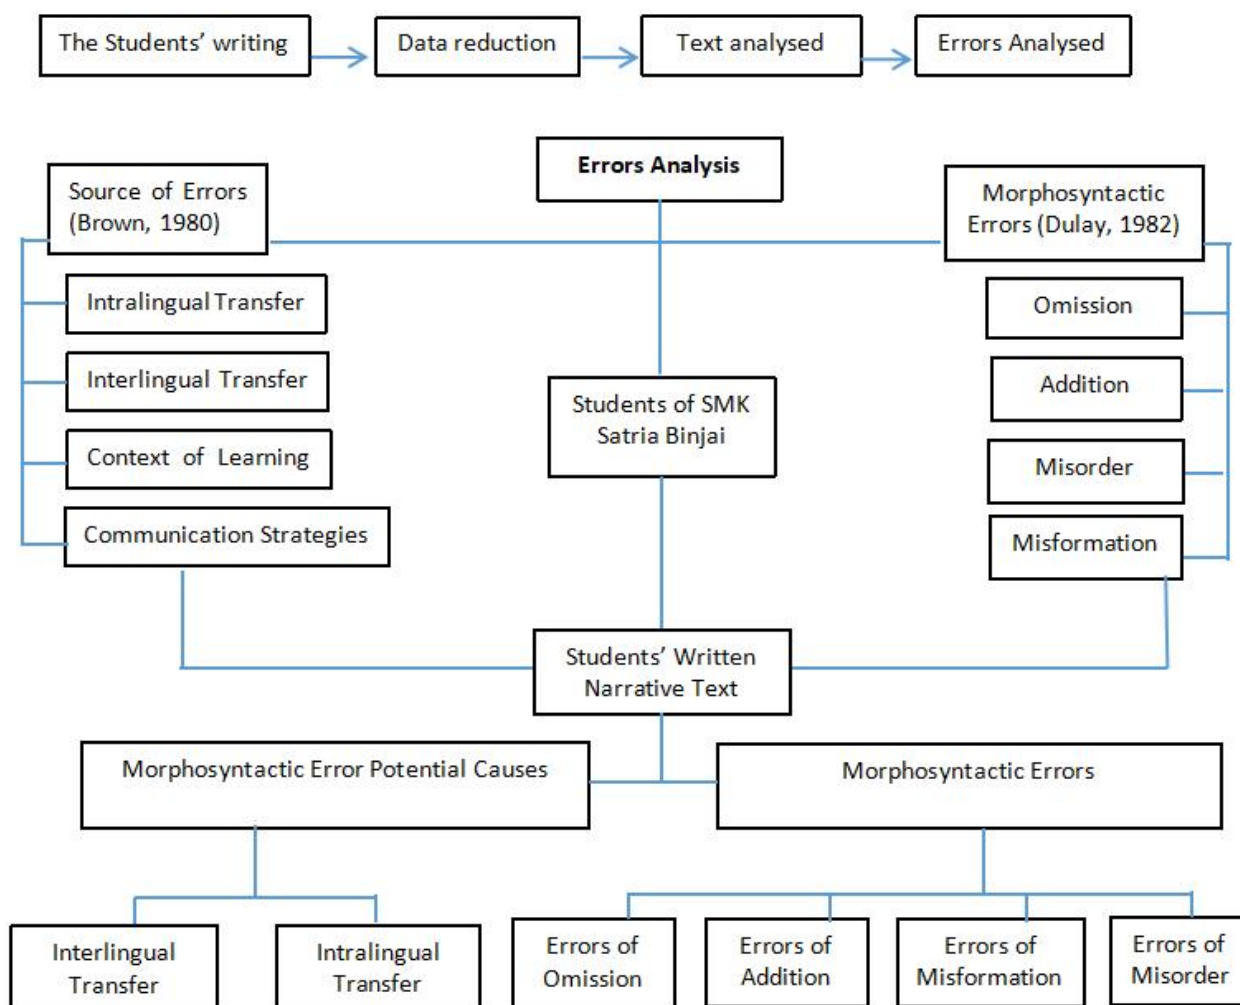 The Students’ writing
Data reduction
Text analysed
Errors Analysed
Errors Analysis
Source of Errors
(Brown, 1980)
Morphosyntactic
Errors (Dulay, 1982)
Intralingual Transfer
Interlingual Transfer
Context of Learning
Communication Strategies
Students of SMK
Satria Binjai
Omission
Addition
Misorder
Misformation
Students’ Written
Narrative Text
Morphosyntactic Error Potential Causes
Morphosyntactic Errors
Interlingual
Transfer
Intralingual
Transfer
Errors of
Omission
Errors of
Addition
Errors of
Misformation
Errors of
Misorder